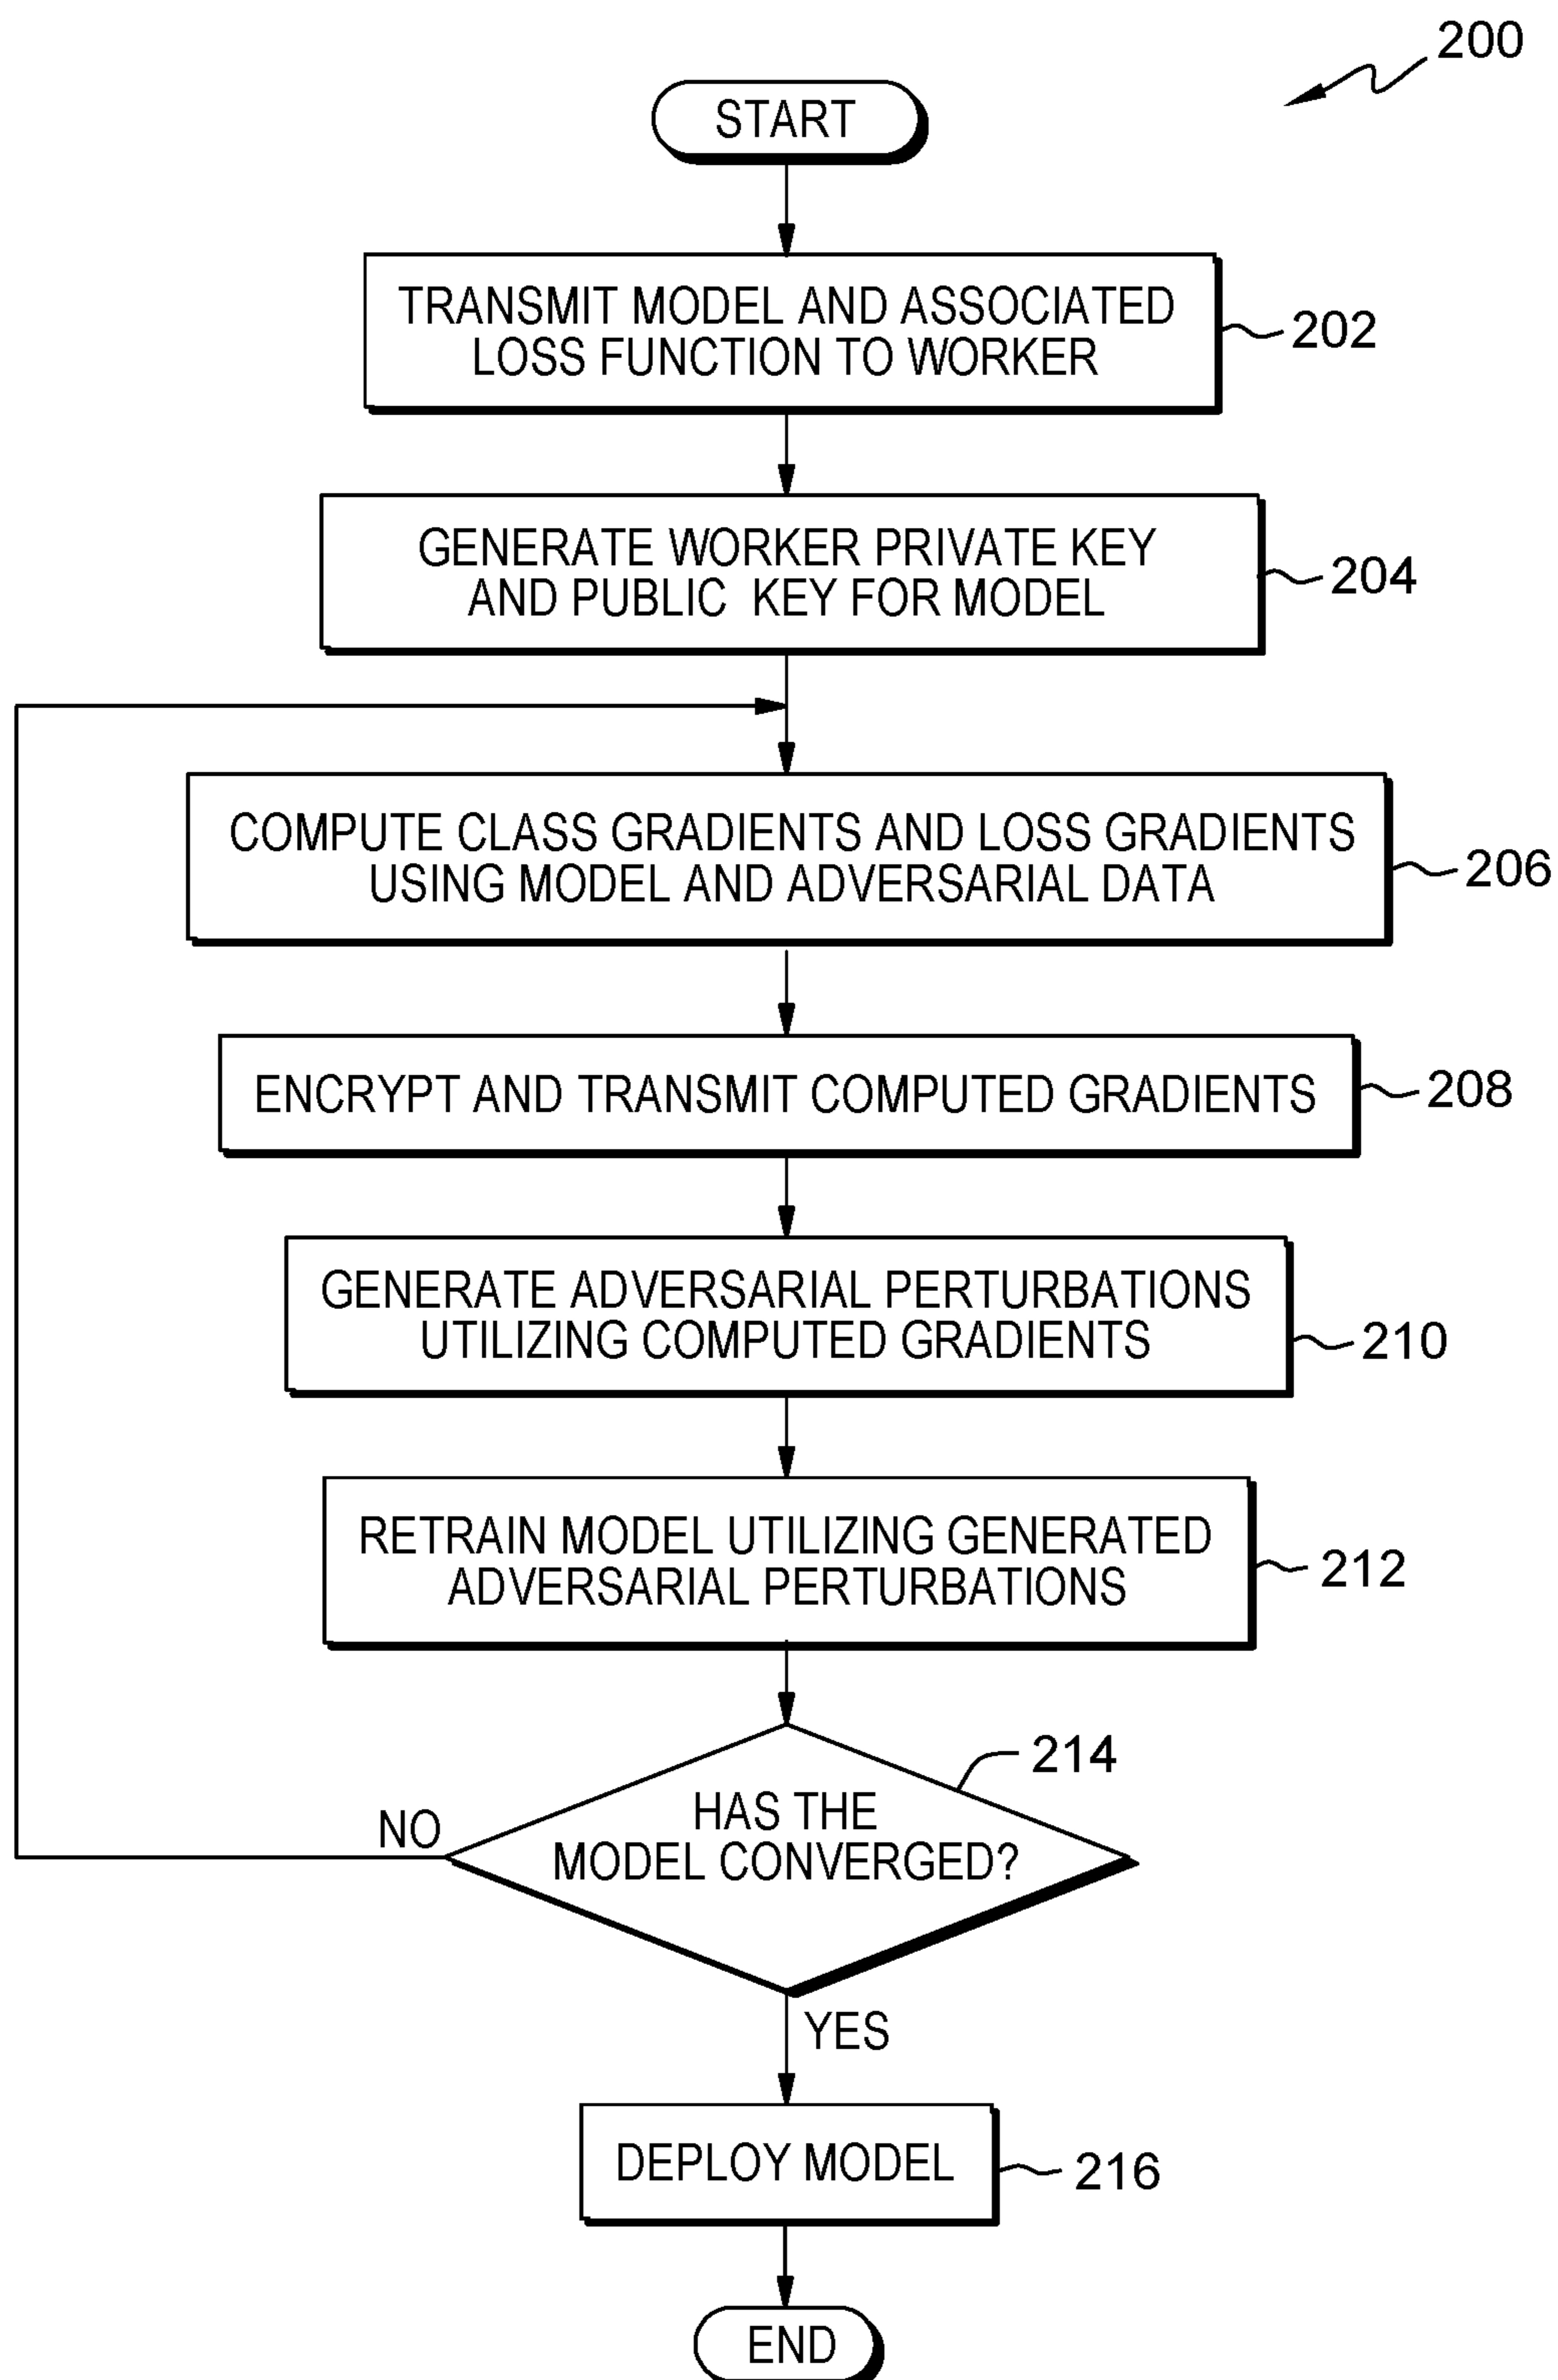 200
START
TRANSMIT MODEL AND ASSOCIATED
LOSS FUNCTION TO WORKER
202
GENERATE WORKER PRIVATE KEY
AND PUBLIC KEY FOR MODEL
204
COMPUTE CLASS GRADIENTS AND LOSS GRADIENTS
USING MODEL AND ADVERSARIAL DATA
206
ENCRYPT AND TRANSMIT COMPUTED GRADIENTS
208
GENERATE ADVERSARIAL PERTURBATIONS
UTILIZING COMPUTED GRADIENTS
210
RETRAIN MODEL UTILIZING GENERATED
ADVERSARIAL PERTURBATIONS
212
214
HAS THE
MODEL CONVERGED?
NO
YES
DEPLOY MODEL
216
END